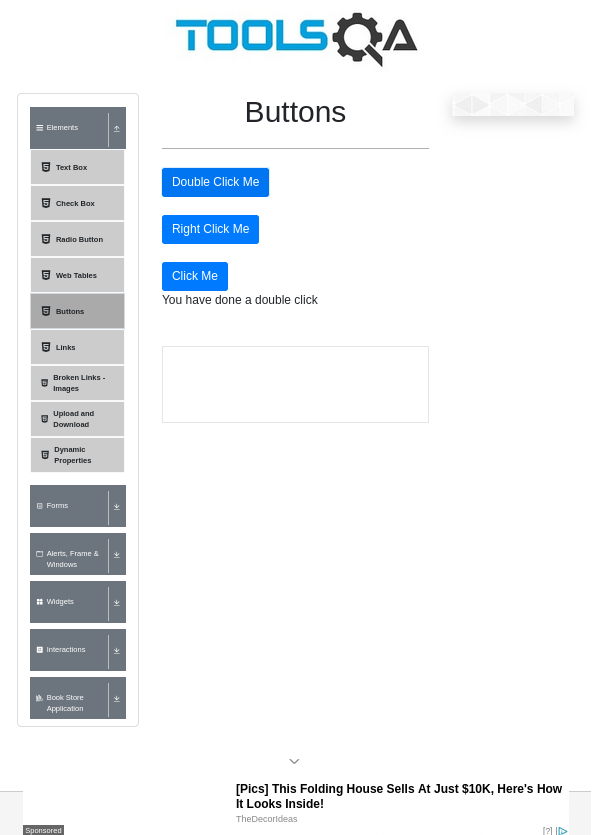 TOOLSQA
Elements
Text Box
Check Box
Radio Button
Web Tables
Buttons
Links
Broken Links -
Images
Upload and
Download
Dynamic
Properties
Forms
Alerts, Frame &
Windows
Widgets
Interactions
Book Store
Application
Buttons
Double Click Me
Right Click Me
Click Me
You have done a double click
[Pics] This Folding House Sells At Just $10K, Here's How
It Looks Inside!
TheDecorIdeas
Sponsored
[?]